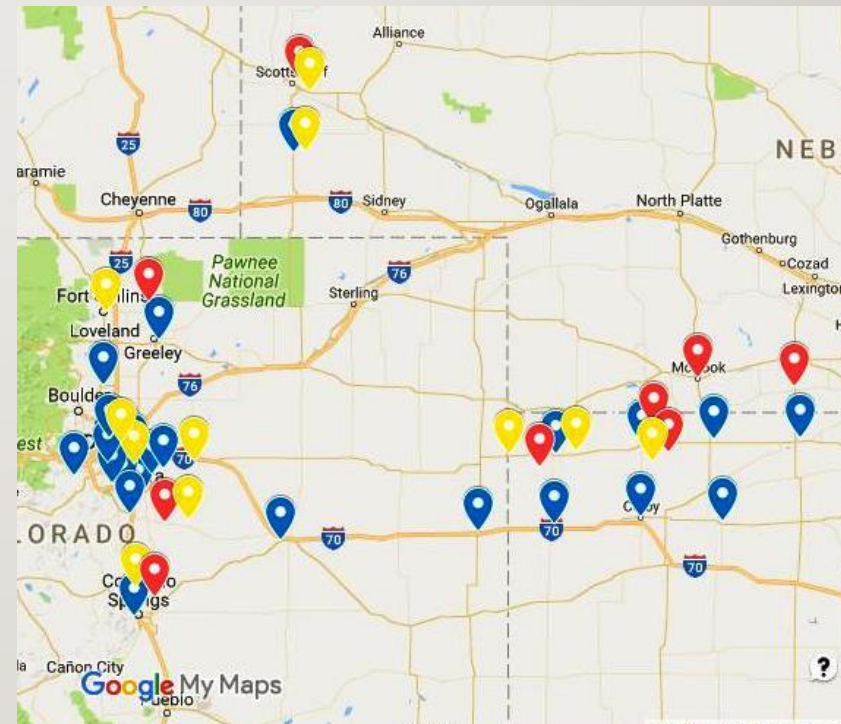 Alliance
25
NEB
aramie
Cheyenne
80
80
Sidney
Ogallala
North Platte
Gothenburg
Cozad
Lexington
25
Pawnee
National
Grassland
76
Sterling
Loveland
Greeley
76
Boulder
est
70
70
70
70
LORADO
Springs
Cañon City
Google My Maps
?